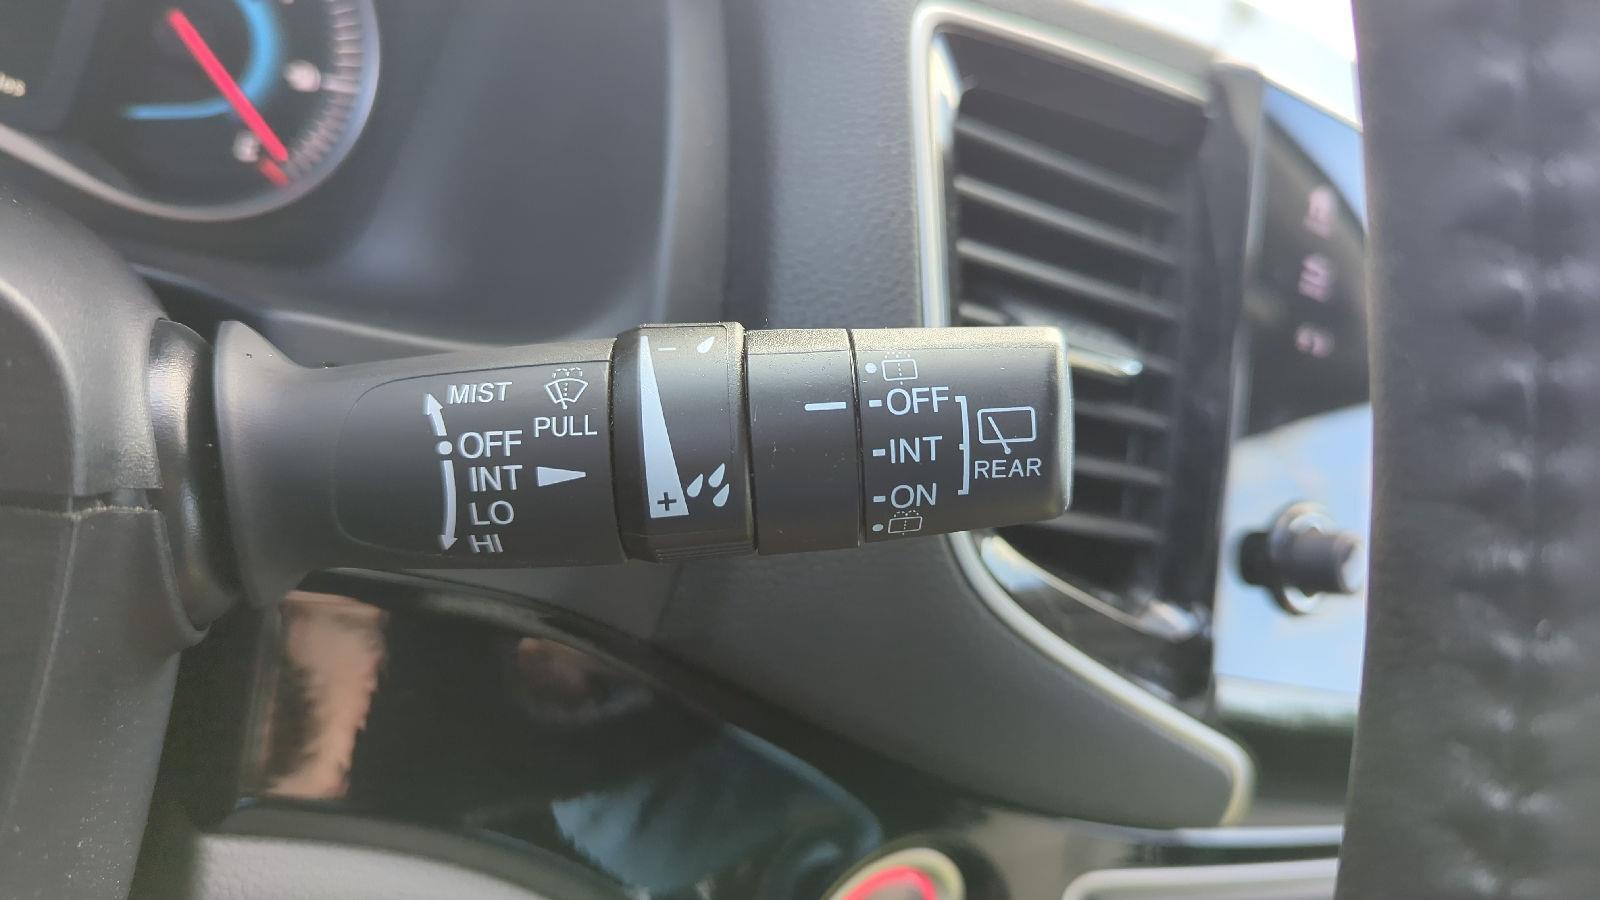 MIST
PULL
OFF
INT
LO
HI
-
+
OFF
INT
ON
REAR